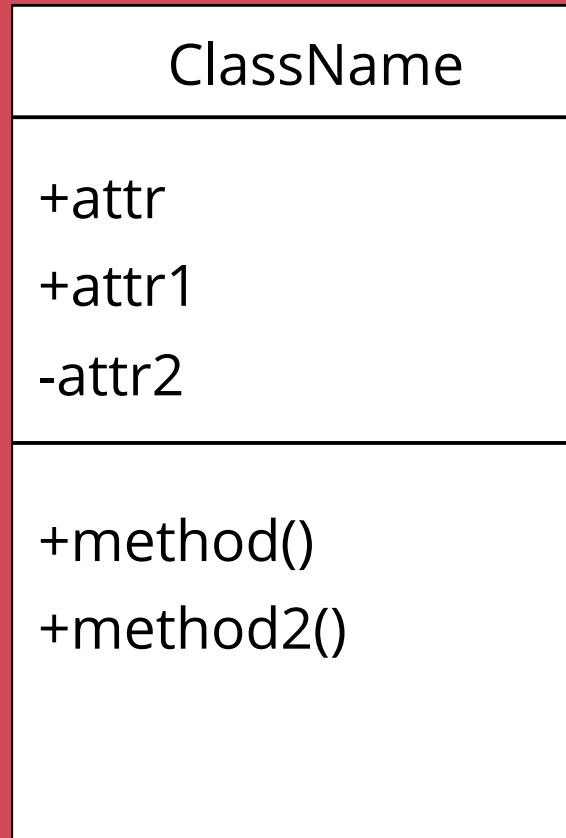 ClassName
+attr
+attr1
-attr2
+method()
+method2()